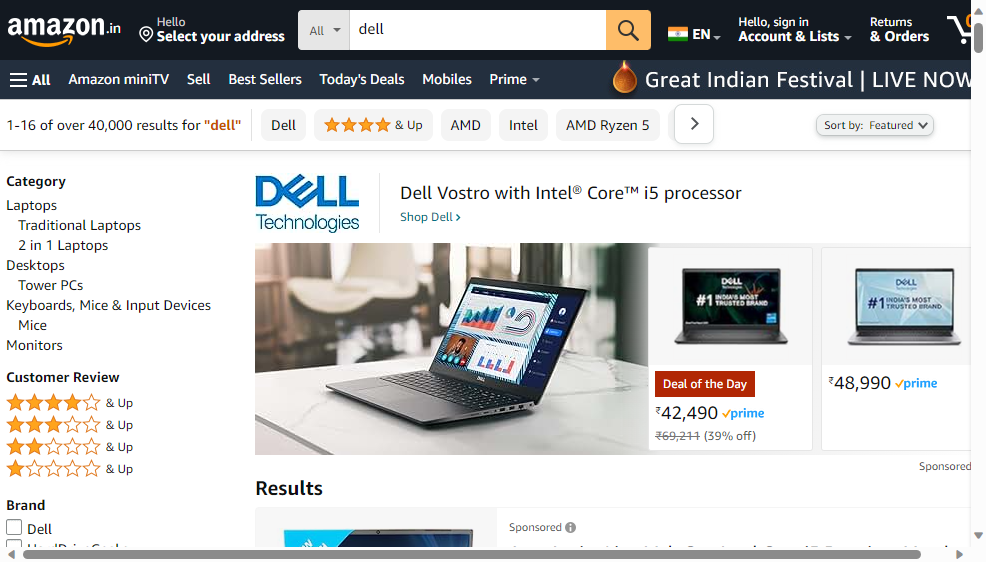 amazon.in
Hello
Select your address
All
dell
EN
Hello, sign in
Account & Lists
Returns
& Orders
0
All
Amazon miniTV
Sell
Best Sellers
Today's Deals
Mobiles
Prime
Great Indian Festival | LIVE NOW
1-16 of over 40,000 results for "dell"
Dell
& Up
AMD
Intel
AMD Ryzen 5
Sort by: Featured
Category
Laptops
Traditional Laptops
2 in 1 Laptops
Desktops
Tower PCs
Keyboards, Mice & Input Devices
Mice
Monitors
Customer Review
& Up
& Up
& Up
& Up
Brand
Dell
DELL
Technologies
Dell Vostro with Intel® Core™ i5 processor
Shop Dell ›
DELL
Technologies
#1 INDIA'S MOST
TRUSTED BRAND
Deal of the Day
₹42,490 prime
₹69,211 (39% off)
DELL
Technologies
#1 INDIA'S MOST
TRUSTED BRAND
₹48,990 prime
Sponsored
Results
Sponsored